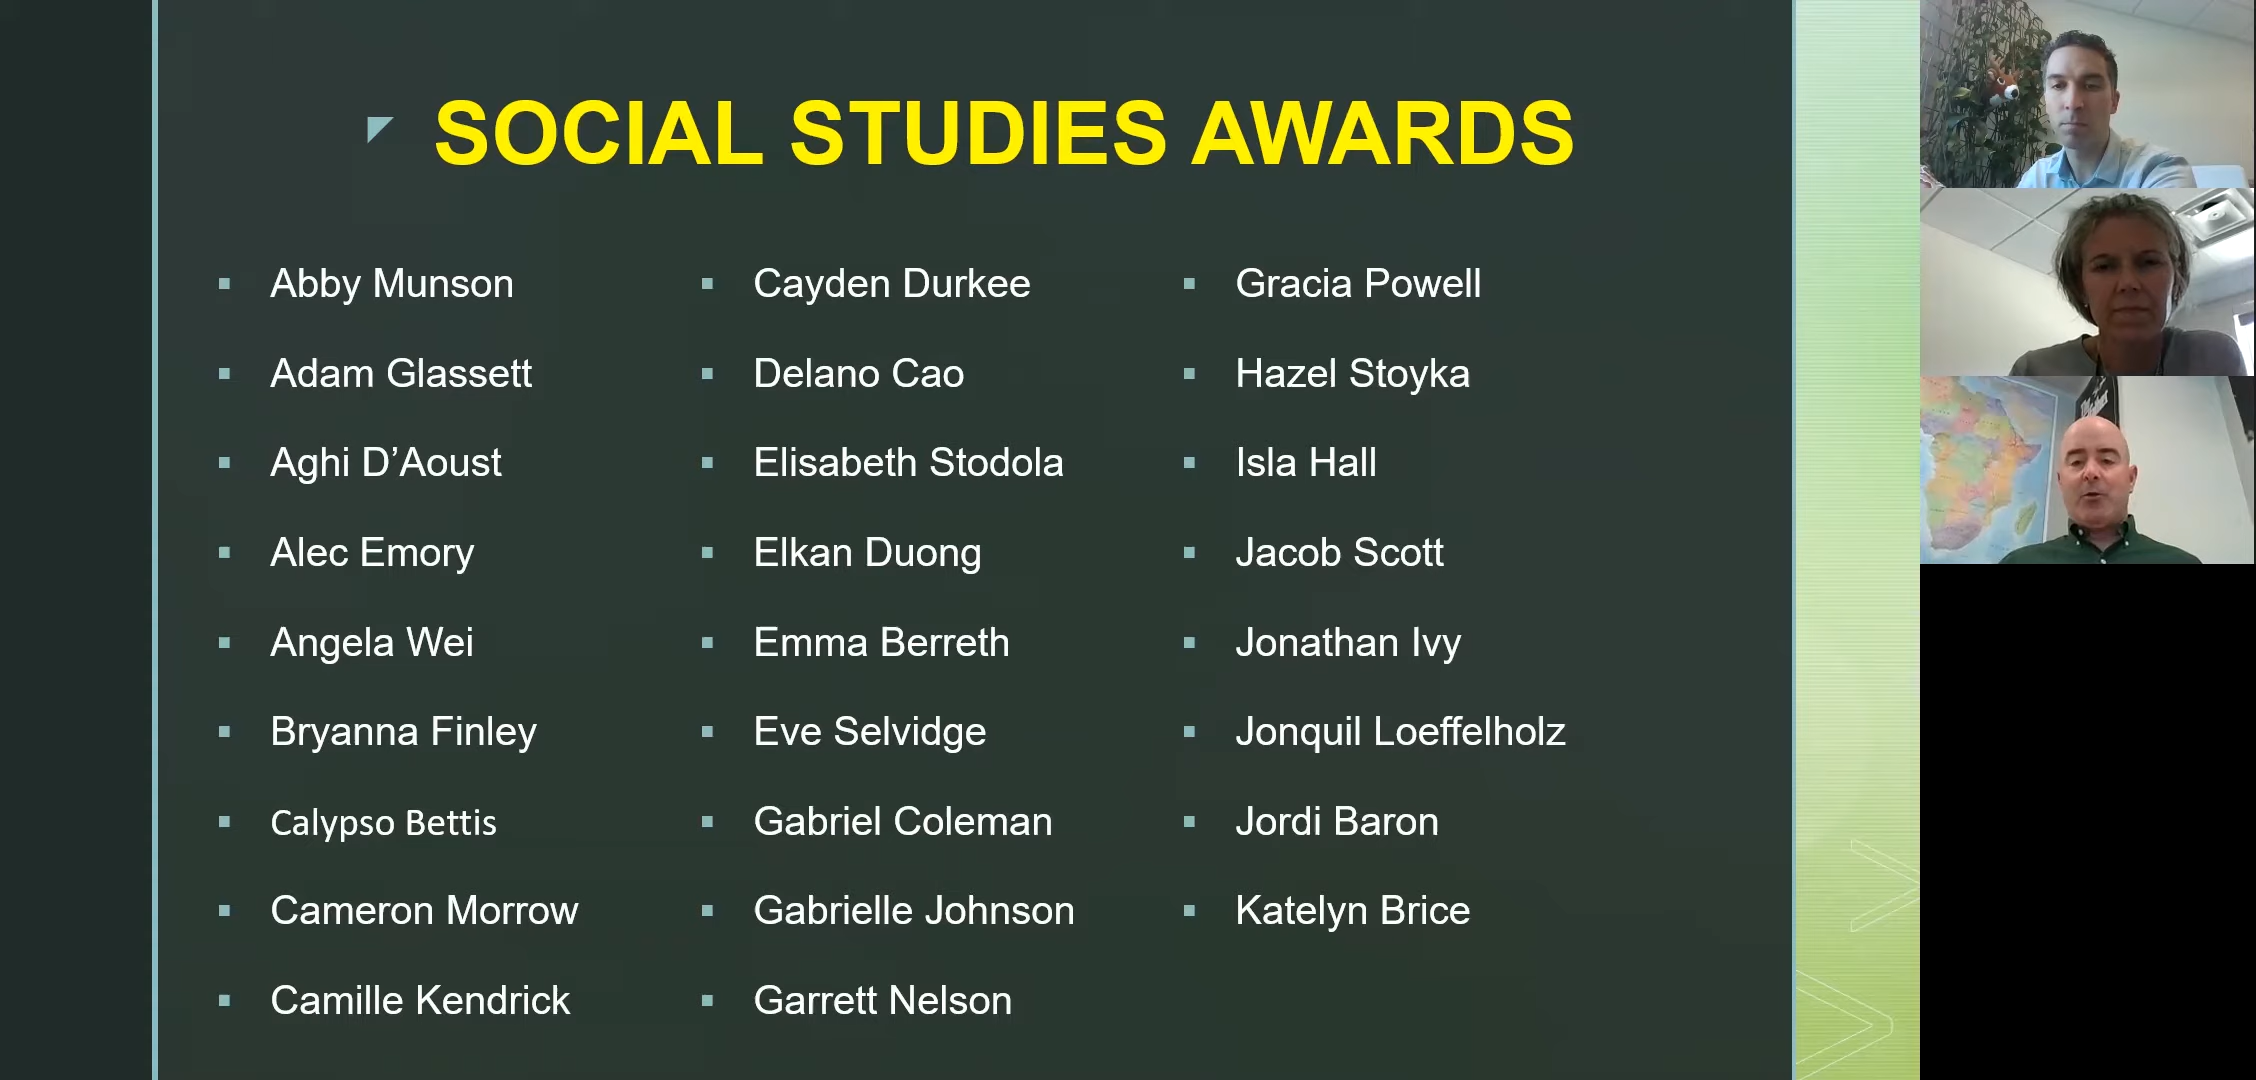 SOCIAL STUDIES AWARDS
Abby Munson
Adam Glassett
Aghi D’Aoust
Alec Emory
Angela Wei
Bryanna Finley
Calypso Bettis
Cameron Morrow
Camille Kendrick
Cayden Durkee
Delano Cao
Elisabeth Stodola
Elkan Duong
Emma Berreth
Eve Selvidge
Gabriel Coleman
Gabrielle Johnson
Garrett Nelson
Gracia Powell
Hazel Stoyka
Isla Hall
Jacob Scott
Jonathan Ivy
Jonquil Loeffelholz
Jordi Baron
Katelyn Brice